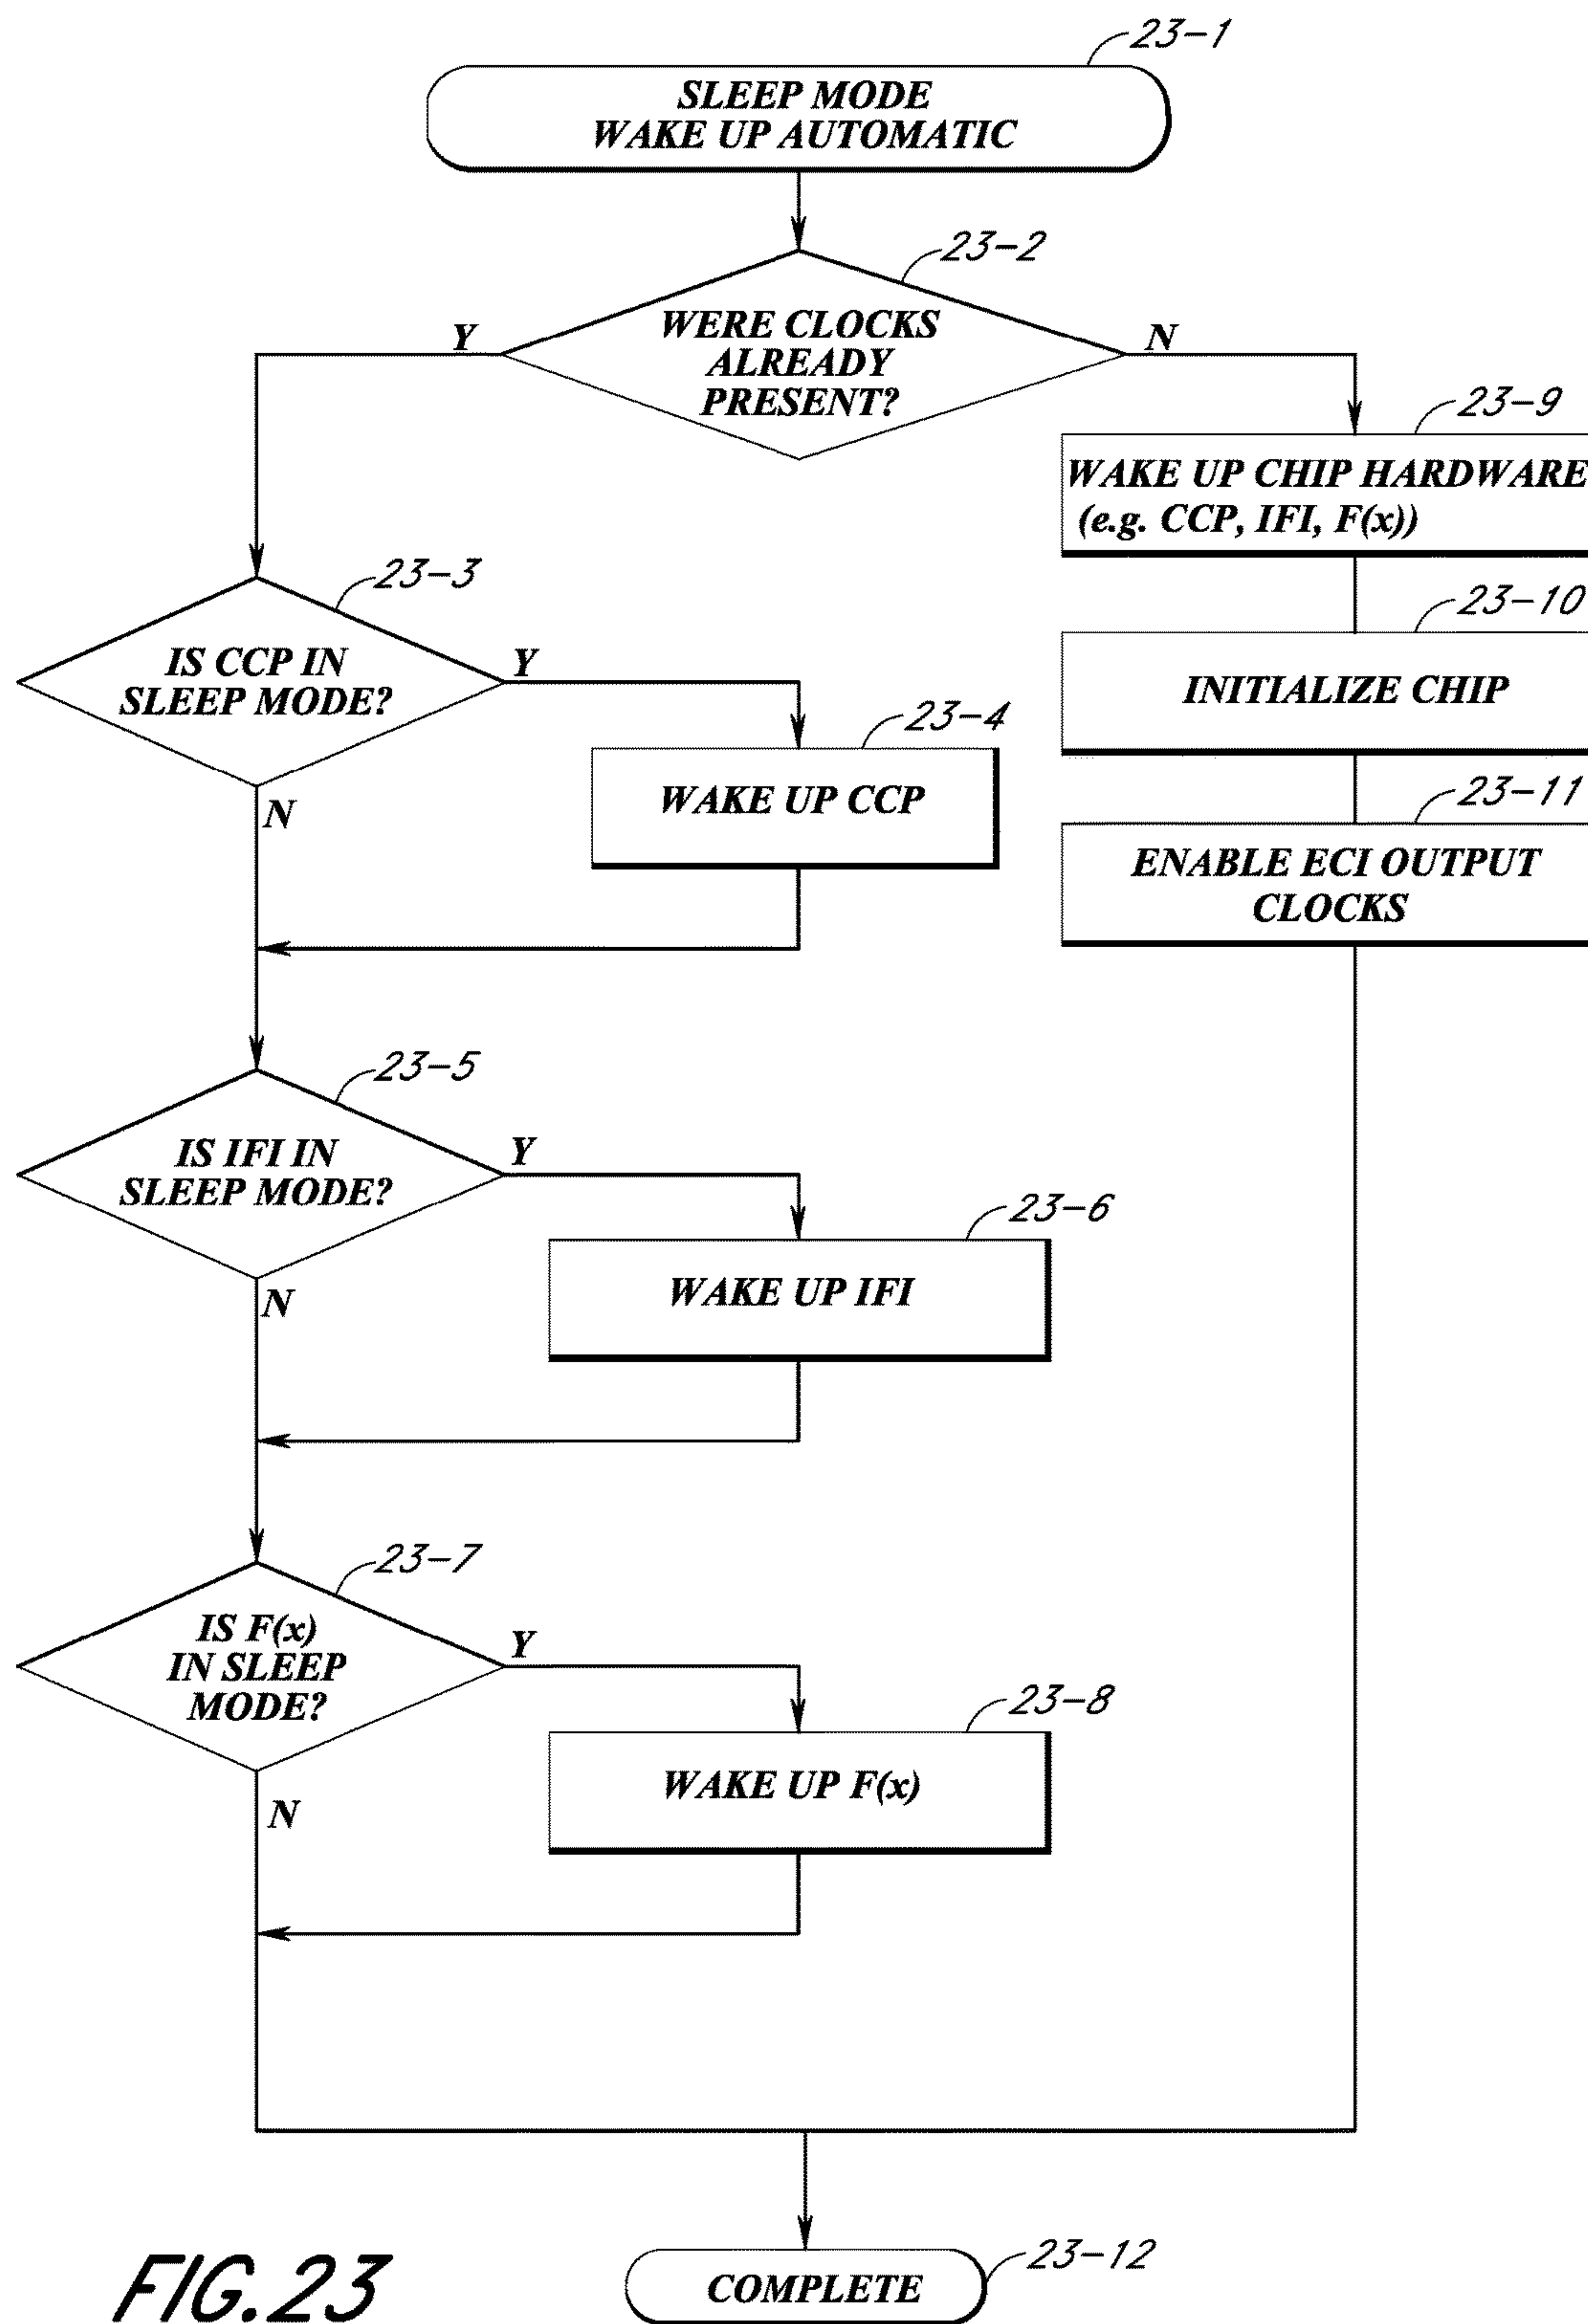 23-1
SLEEP MODE
WAKE UP AUTOMATIC
23-2
WERE CLOCKS
ALREADY
PRESENT?
Y
N
23-9
WAKE UP CHIP HARDWARE
(e.g. CCP, IFI, F(x))
23-3
IS CCP IN
SLEEP MODE?
Y
N
23-10
INITIALIZE CHIP
23-4
WAKE UP CCP
23-11
ENABLE ECI OUTPUT
CLOCKS
23-5
IS IFI IN
SLEEP MODE?
Y
N
23-6
WAKE UP IFI
23-7
IS F(x)
IN SLEEP
MODE?
Y
N
23-8
WAKE UP F(x)
23-12
COMPLETE
FIG.23